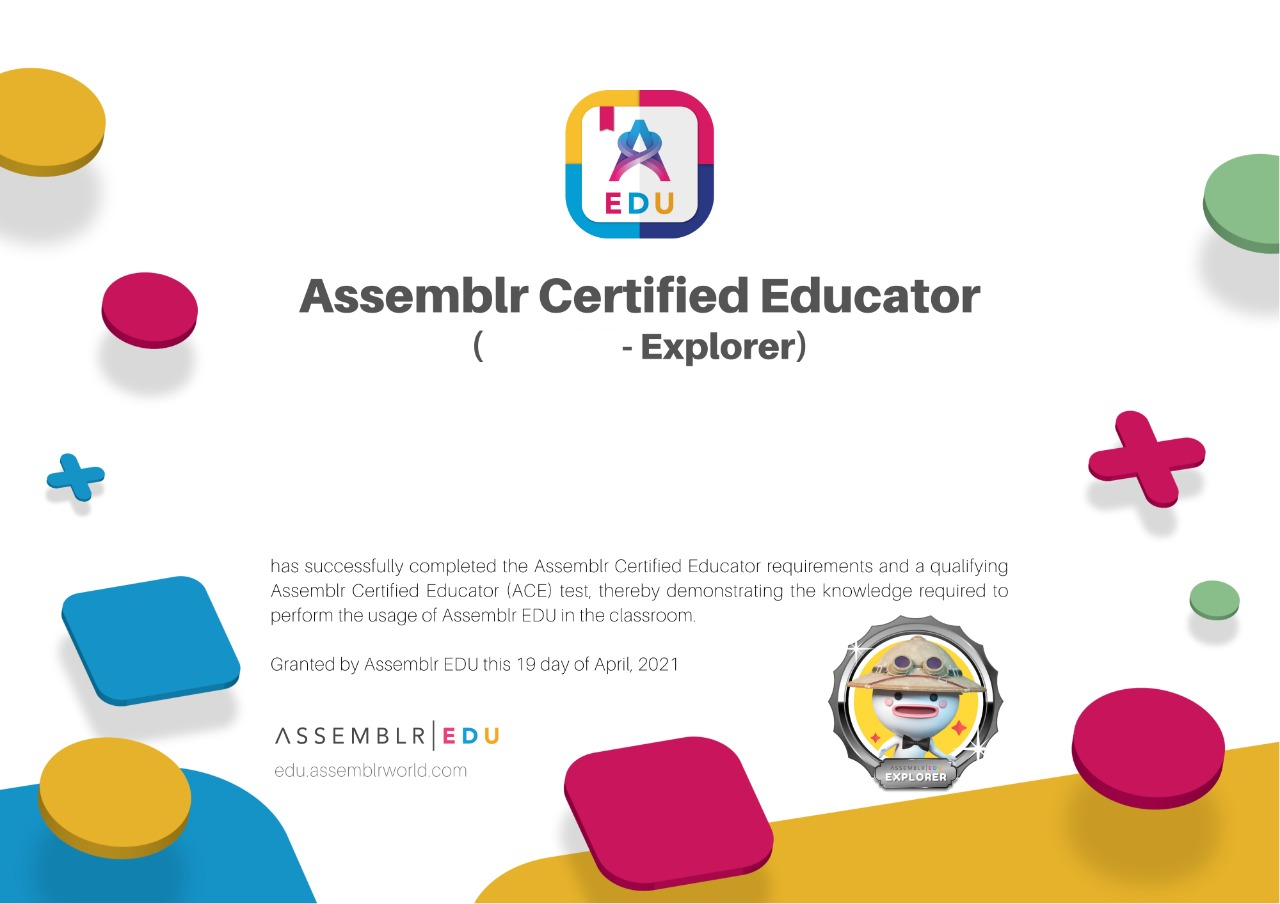 EDU
Assemblr Certified Educator
( - Explorer)
has successfully completed the Assemblr Certified Educator requirements and a qualifying
Assemblr Certified Educator (ACE) test, thereby demonstrating the knowledge required to
perform the usage of Assemblr EDU in the classroom.
Granted by Assemblr EDU this 19 day of April, 2021
ASSEMBLR|EDU
edu.assemblrworld.com
ASSEMBLR|EDU
EXPLORER